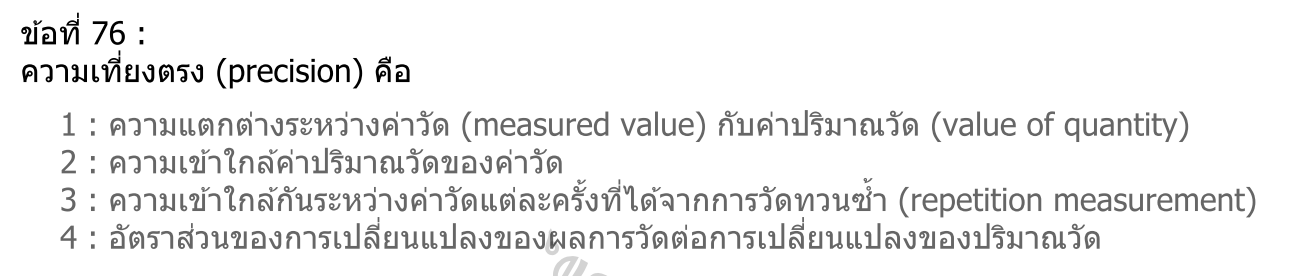 ข้อที่ 76 :
ความเที่ยงตรง (precision) คือ
1 : ความแตกต่างระหว่างค่าวัด (measured value) กับค่าปริมาณวัด (value of quantity)
2 : ความเข้าใกล้ค่าปริมาณวัดของค่าวัด
3 : ความเข้าใกล้กันระหว่างค่าวัดแต่ละครั้งที่ได้จากการวัดทวนซ้ำ (repetition measurement)
4 : อัตราส่วนของการเปลี่ยนแปลงของผลการวัดต่อการเปลี่ยนแปลงของปริมาณวัด